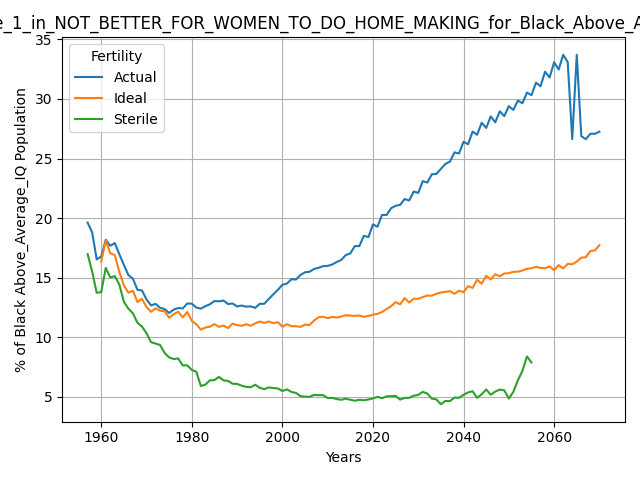 e_1_in_NOT_BETTER_FOR_WOMEN_TO_DO_HOME_MAKING_for_Black_Above_A
35
30
25
20
15
10
5
% of Black Above_Average_IQ Population
Fertility
Actual
Ideal
Sterile
1960 1980 2000 2020 2040 2060
Years